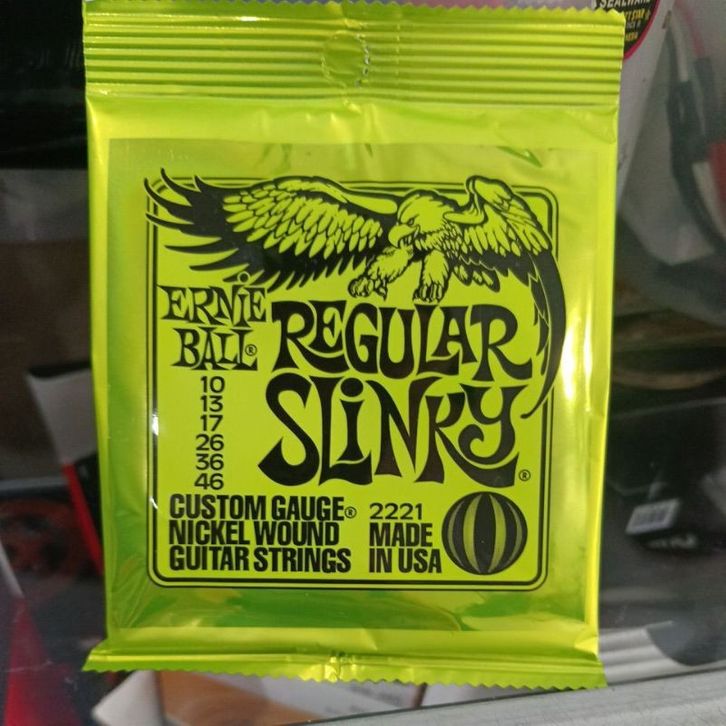 ERNIE
BALL®
REGULAR
SLINKY®
10
13
17
26
36
46
CUSTOM GAUGE®
NICKEL WOUND
GUITAR STRINGS
2221
MADE
IN USA